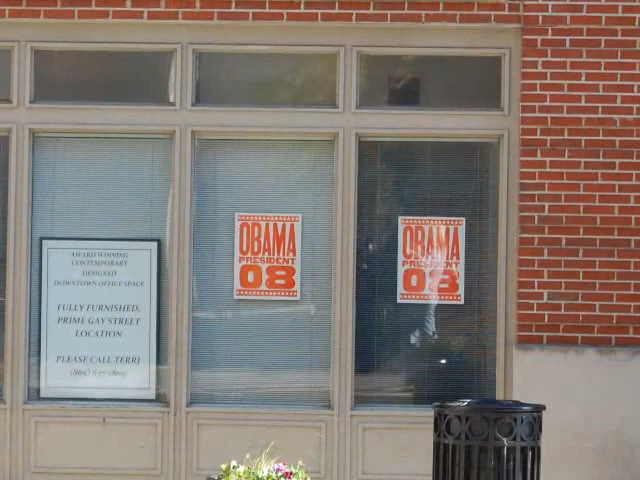 AWARD WINNING
CONTEMPORARY
DESIGNED
DOWNTOWN OFFICE SPACE
FULLY FURNISHED,
PRIME GAY STREET
LOCATION
PLEASE CALL TERRI
OBAMA
PRESIDENT
08
OBAMA
PRESIDENT
08